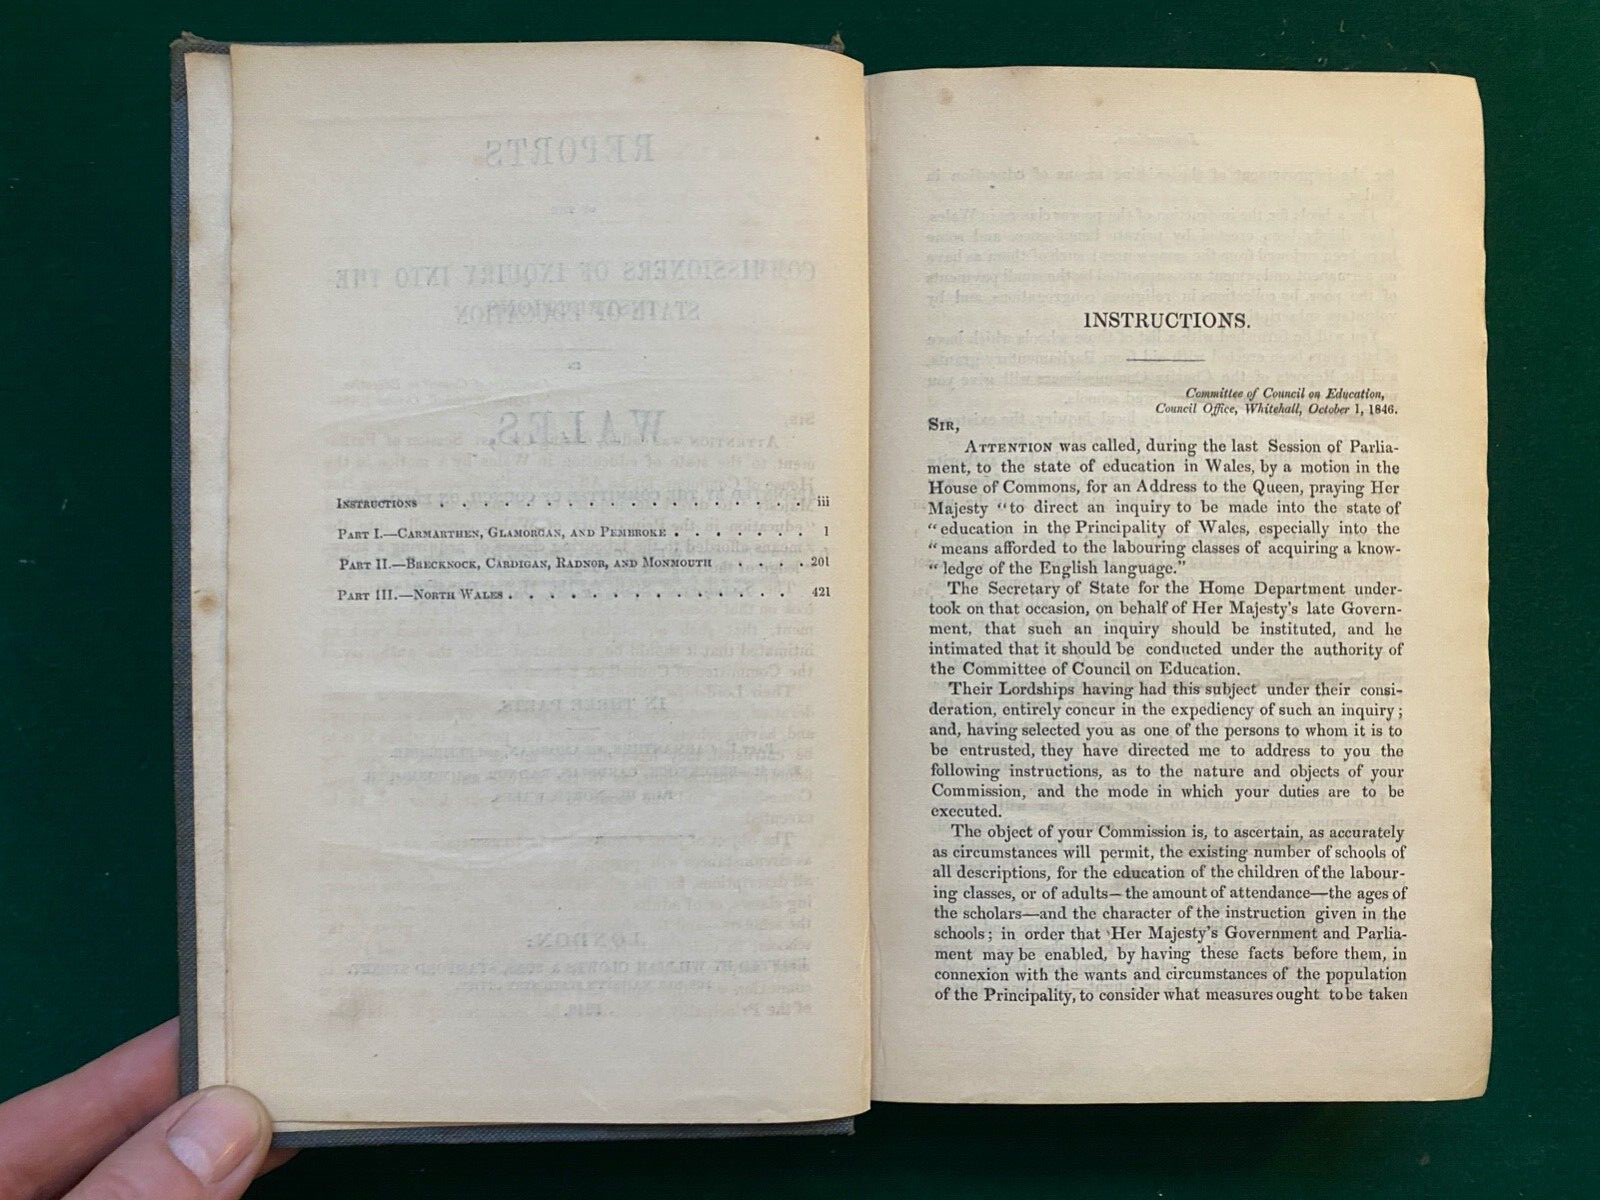 Instructions . . . . . . . . . . . . . . . . . iii
Part I.—Carmarthen, Glamorgan, and Pembroke . . . . . . . 1
Part II.—Brecknock, Cardigan, Radnor, and Monmouth . . . . 201
Part III.—North Wales . . . . . . . . . . . . . 421
INSTRUCTIONS.
Committee of Council on Education,
Council Office, Whitehall, October 1, 1846.
Sir,
Attention was called, during the last Session of Parlia-
ment, to the state of education in Wales, by a motion in the
House of Commons, for an Address to the Queen, praying Her
Majesty "to direct an inquiry to be made into the state of
"education in the Principality of Wales, especially into the
"means afforded to the labouring classes of acquiring a know-
"ledge of the English language."
The Secretary of State for the Home Department under-
took on that occasion, on behalf of Her Majesty's late Govern-
ment, that such an inquiry should be instituted, and he
intimated that it should be conducted under the authority of
the Committee of Council on Education.
Their Lordships having had this subject under their consi-
deration, entirely concur in the expediency of such an inquiry;
and, having selected you as one of the persons to whom it is to
be entrusted, they have directed me to address to you the
following instructions, as to the nature and objects of your
Commission, and the mode in which your duties are to be
executed.
The object of your Commission is, to ascertain, as accurately
as circumstances will permit, the existing number of schools of
all descriptions, for the education of the children of the labour-
ing classes, or of adults—the amount of attendance—the ages of
the scholars—and the character of the instruction given in the
schools; in order that Her Majesty's Government and Parlia-
ment may be enabled, by having these facts before them, in
connexion with the wants and circumstances of the population
of the Principality, to consider what measures ought to be taken